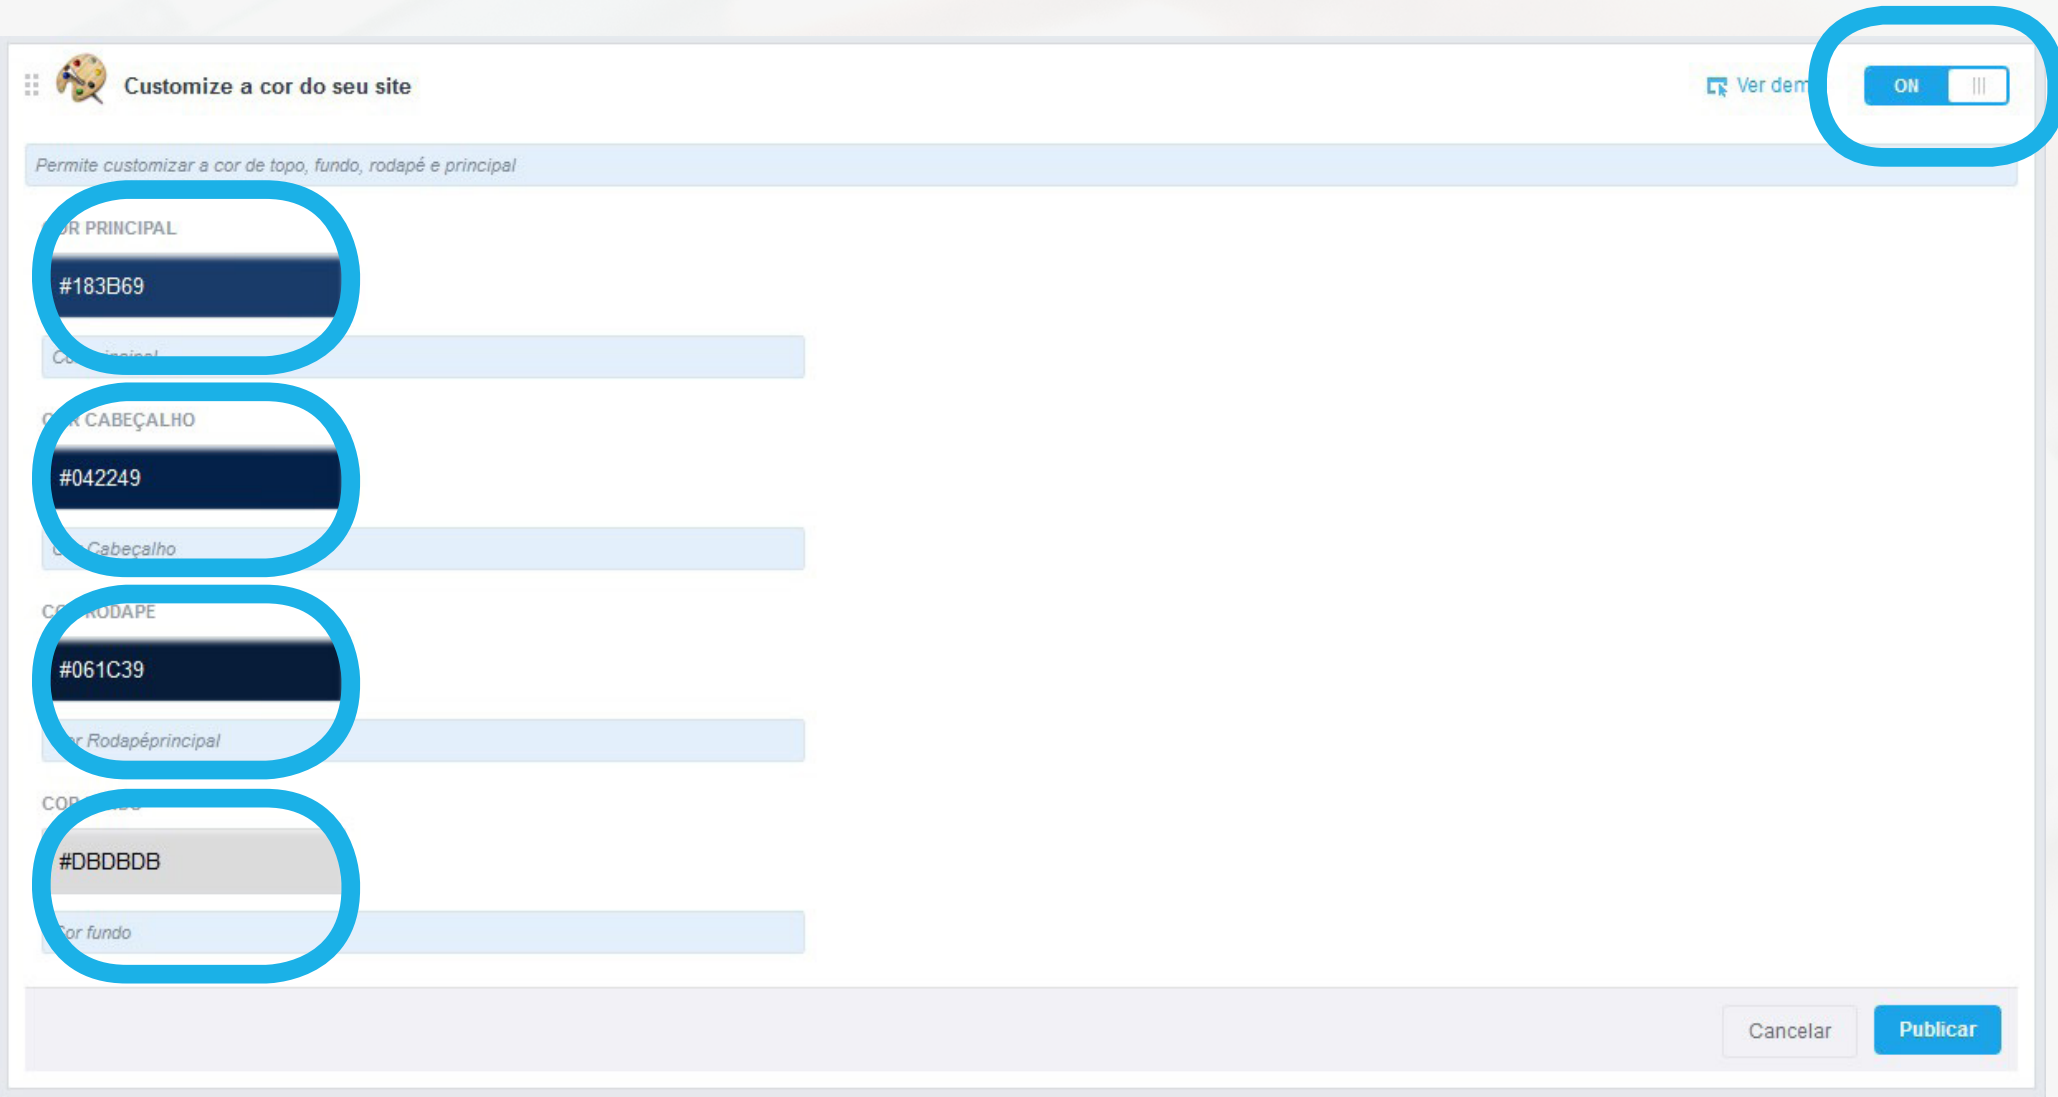 Customize a cor do seu site
Ver dem
ON
Permite customizar a cor de topo, fundo, rodapé e principal
PRINCIPAL
#183B69
COR CABEÇALHO
#042249
Cabeçalho
RODAPE
#061C39
Rodapéprincipal
#DBDBDB
Cor fundo
Cancelar
Publicar